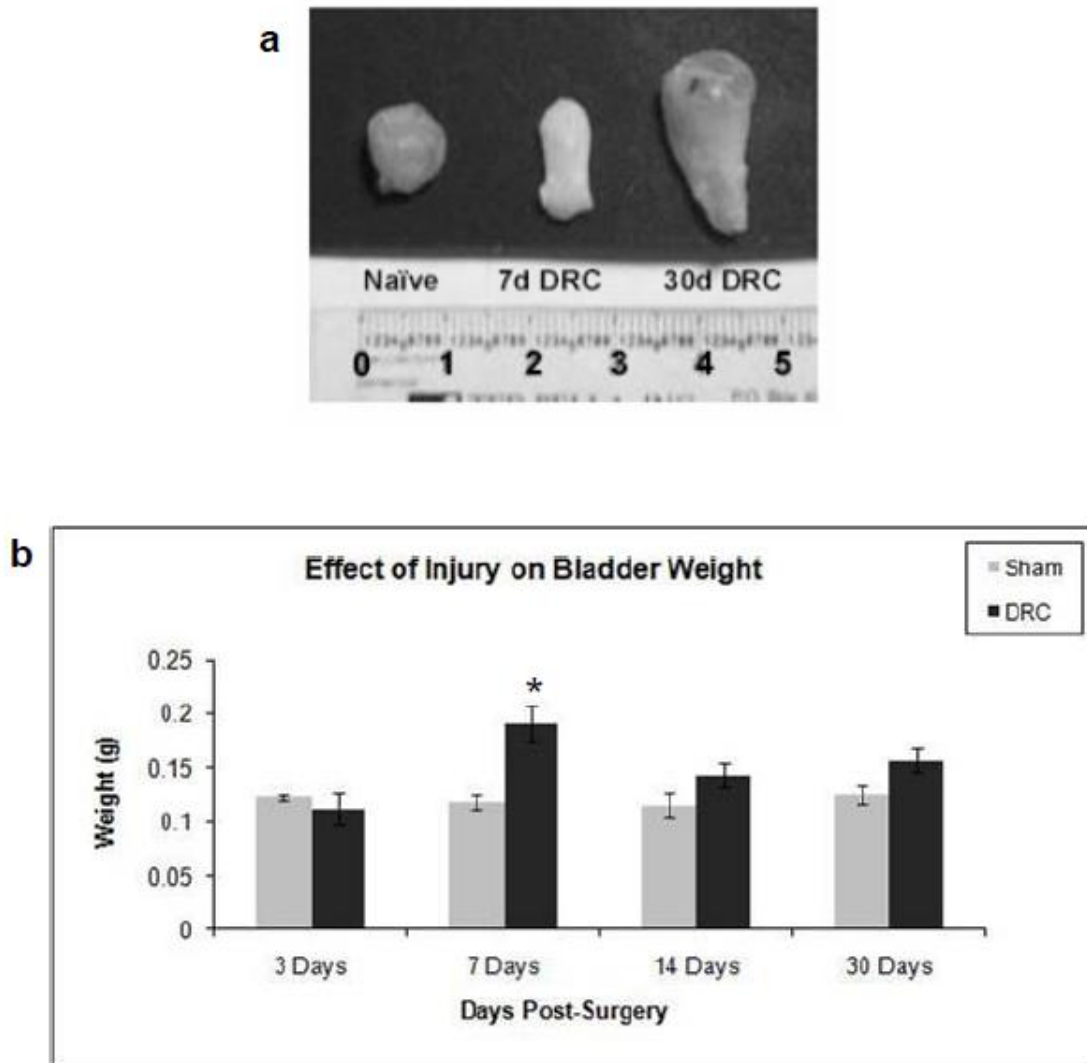 a
Naïve 7d DRC 30d DRC
0 1 2 3 4 5
b
Effect of Injury on Bladder Weight
Sham
DRC
0.25
0.2
0.15
0.1
0.05
0
Weight (g)
*
3 Days 7 Days 14 Days 30 Days
Days Post-Surgery